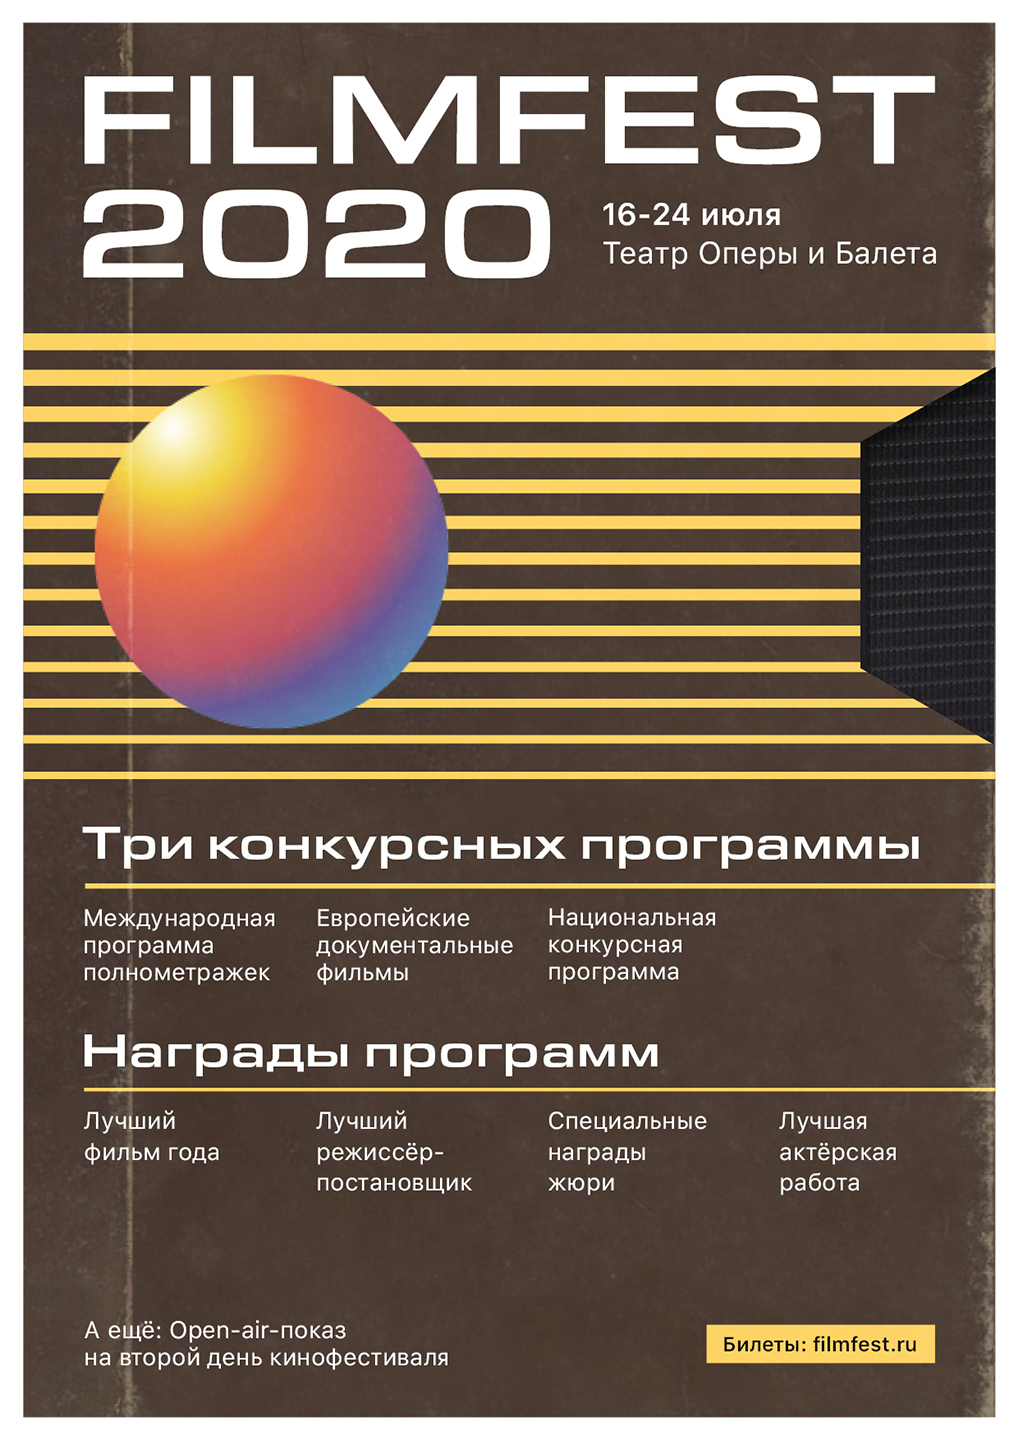 FILMFEST
2020
16-24 июля
Театр Оперы и Балета
Три конкурсных программы
Международная
программа
полнометражек
Европейские
документальные
фильмы
Национальная
конкурсная
программа
Награды программ
Лучший
фильм года
Лучший
режиссёр-
постановщик
Специальные
награды
жюри
Лучшая
актёрская
работа
А ещё: Open-air-показ
на второй день кинофестиваля
Билеты: filmfest.ru